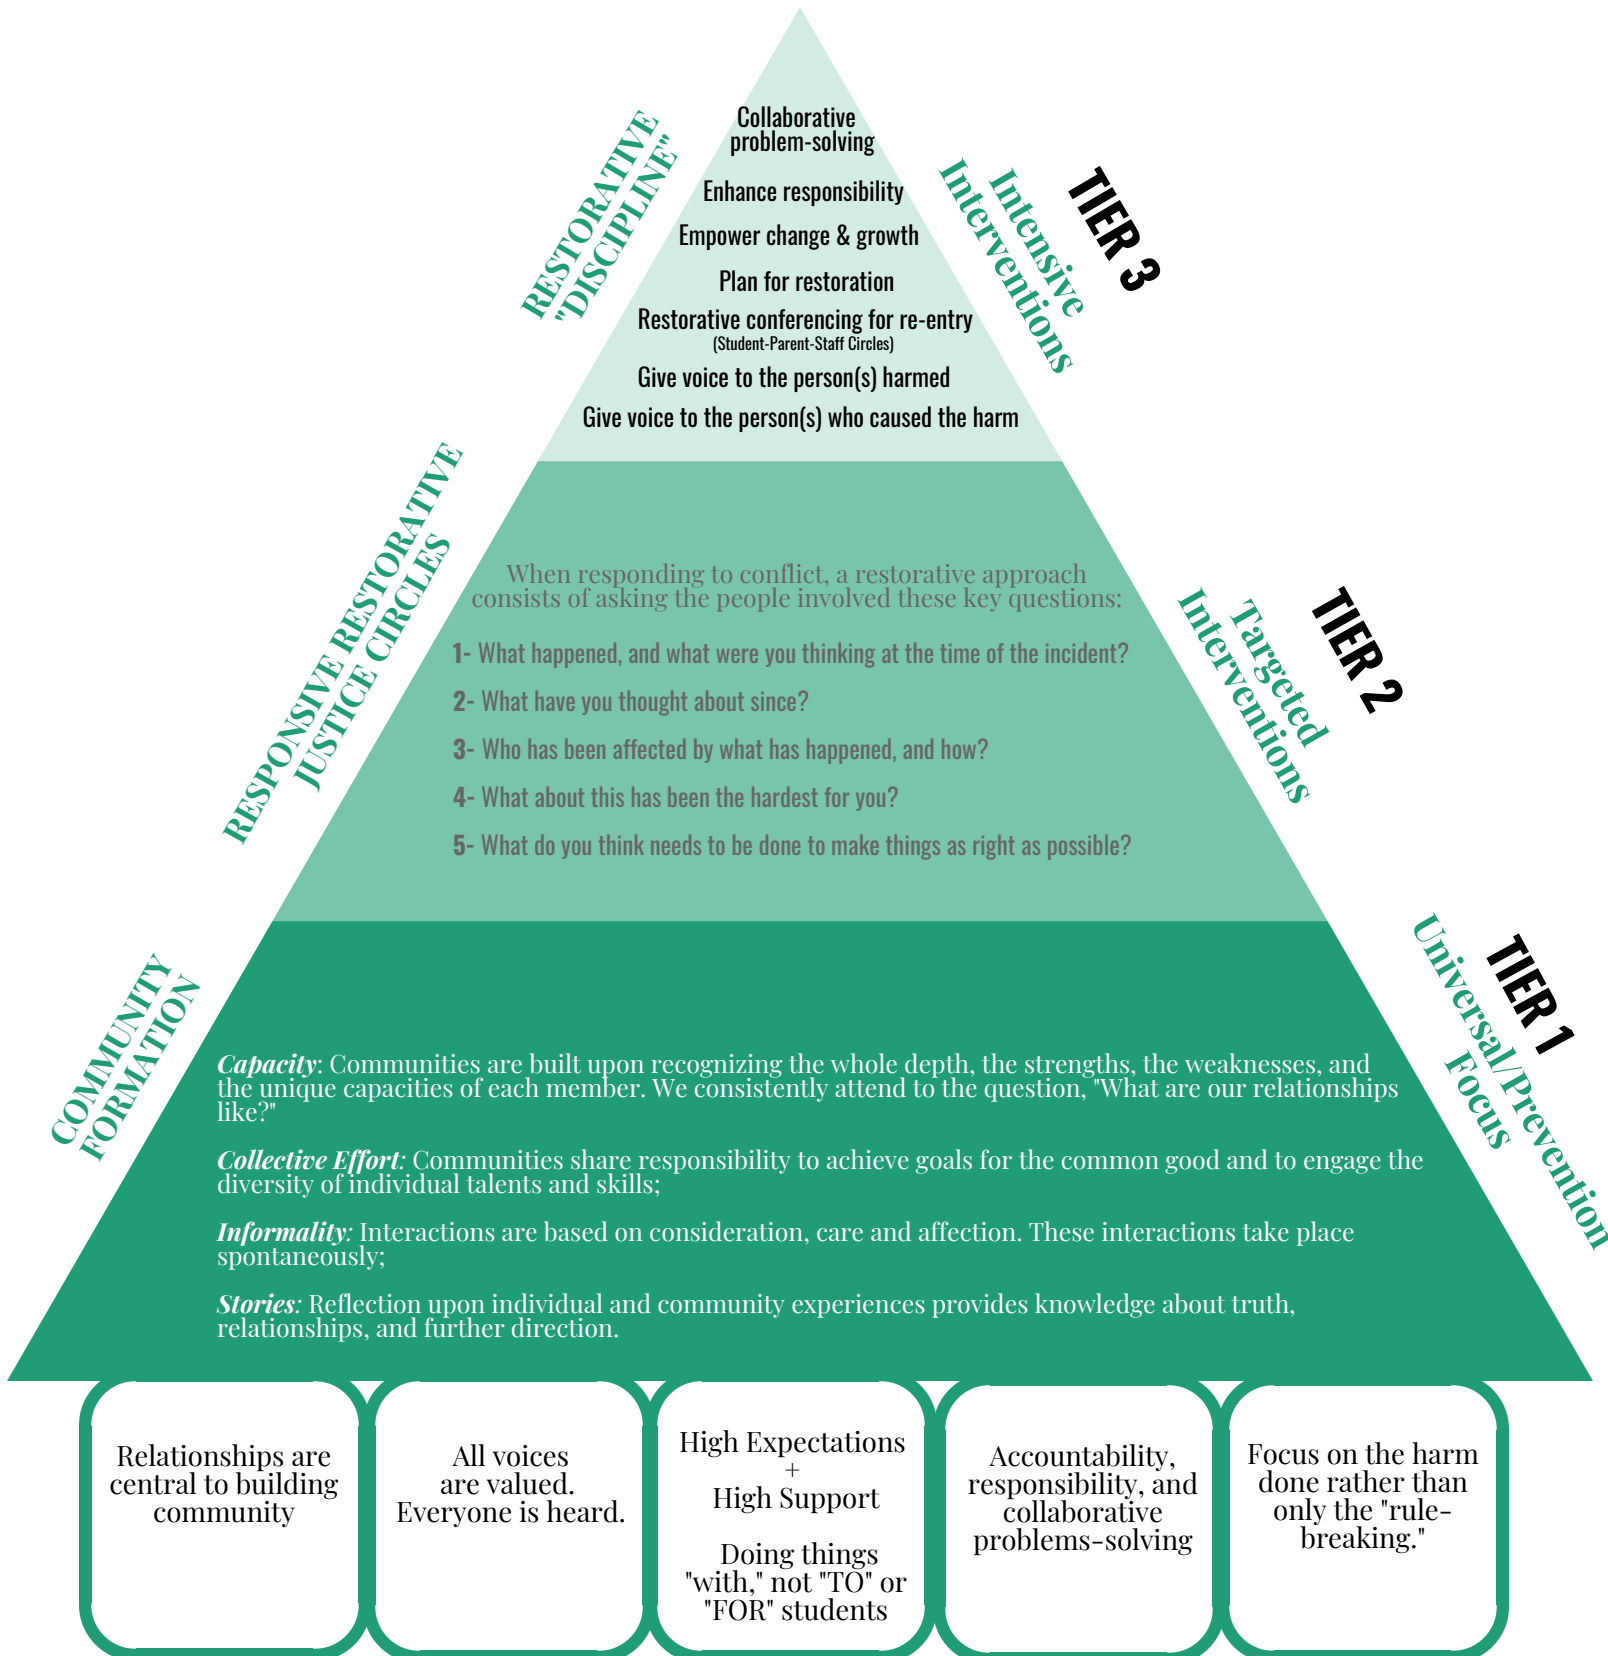 RESTORATIVE
"DISCIPLINE"
Collaborative
problem-solving
Enhance responsibility
Empower change & growth
Plan for restoration
Restorative conferencing for re-entry
(Student-Parent-Staff Circles)
Give voice to the person(s) harmed
Give voice to the person(s) who caused the harm
TIER 3
Intensive
Interventions
RESPONSIVE RESTORATIVE
JUSTICE CIRCLES
When responding to conflict, a restorative approach
consists of asking the people involved these key questions:
1- What happened, and what were you thinking at the time of the incident?
2- What have you thought about since?
3- Who has been affected by what has happened, and how?
4- What about this has been the hardest for you?
5- What do you think needs to be done to make things as right as possible?
TIER 2
Targeted
Interventions
COMMUNITY
FORMATION
Capacity: Communities are built upon recognizing the whole depth, the strengths, the weaknesses, and
the unique capacities of each member. We consistently attend to the question, "What are our relationships
like?"
Collective Effort: Communities share responsibility to achieve goals for the common good and to engage the
diversity of individual talents and skills;
Informality: Interactions are based on consideration, care and affection. These interactions take place
spontaneously;
Stories: Reflection upon individual and community experiences provides knowledge about truth,
relationships, and further direction.
TIER 1
Universal/Prevention
Focus
Relationships are
central to building
community
All voices
are valued.
Everyone is heard.
High Expectations
+
High Support
Doing things
"with," not "TO" or
"FOR" students
Accountability,
responsibility, and
collaborative
problems-solving
Focus on the harm
done rather than
only the "rule-
breaking."